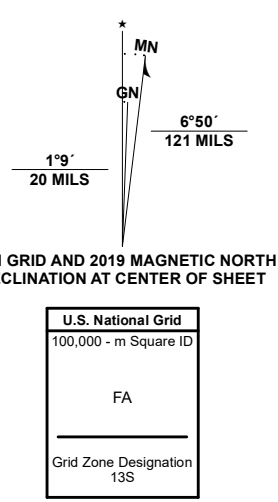 ★
MN
GN
6°50´
121 MILS
1°9´
20 MILS
GRID AND 2019 MAGNETIC NORTH
CLINATION AT CENTER OF SHEET
U.S. National Grid
100,000 - m Square ID
FA
Grid Zone Designation
13S